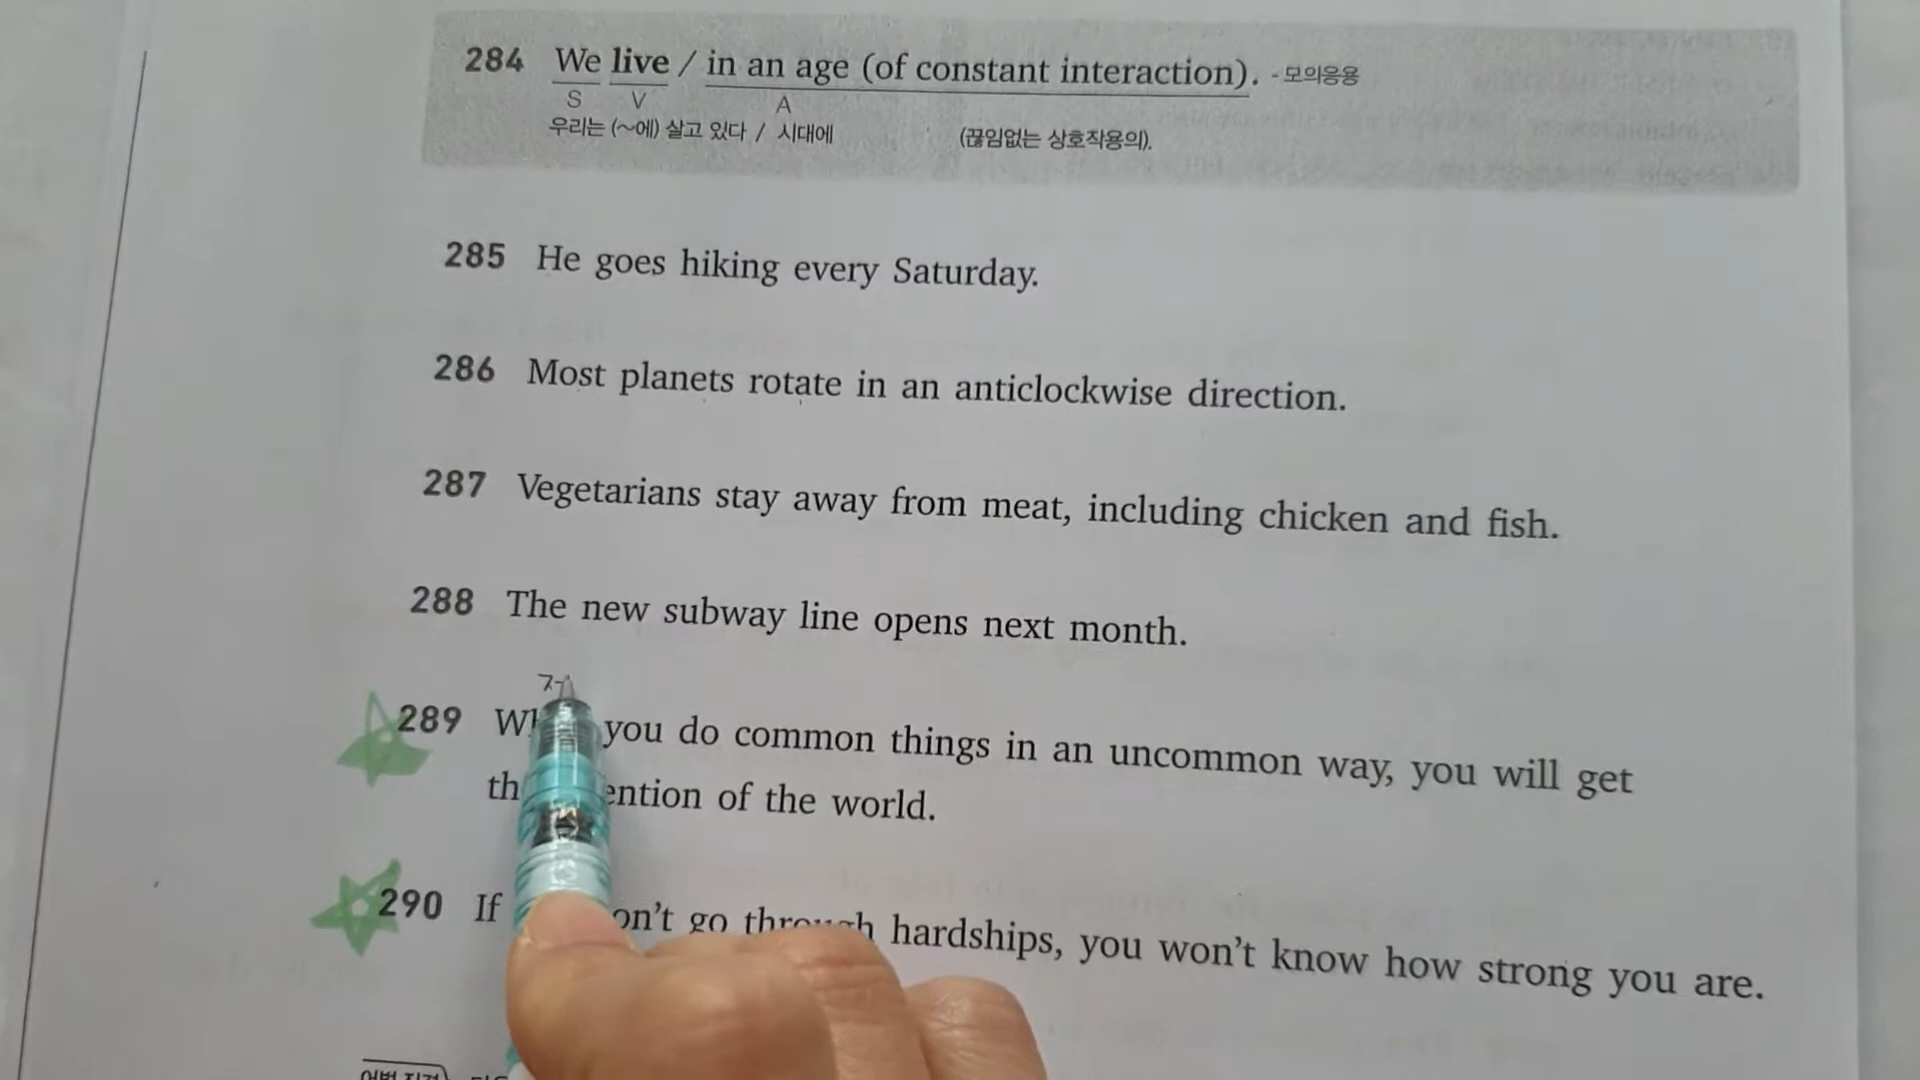 284 We live / in an age (of constant interaction). - 모의응용
S V A
우리는 (~에) 살고 있다 / 시대에 (끊임없는 상호작용의).
285 He goes hiking every Saturday.
286 Most planets rotate in an anticlockwise direction.
287 Vegetarians stay away from meat, including chicken and fish.
288 The new subway line opens next month.
289 you do common things in an uncommon way, you will get
of the world.
290 If go through hardships, you won't know how strong you are.